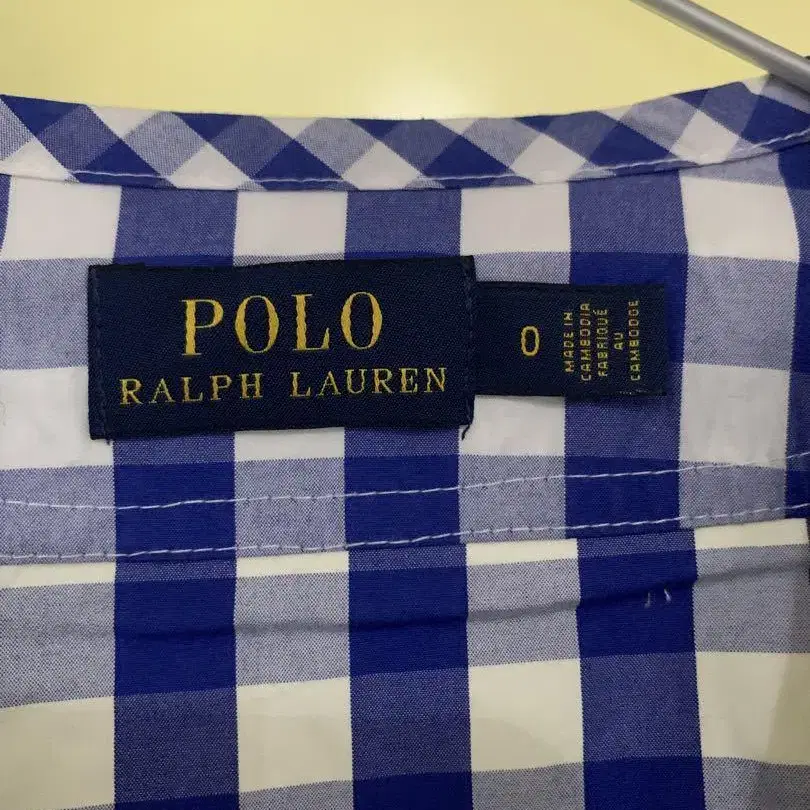 POLO
RALPH LAUREN
0
MADE IN
CAMBODIA
FABRIQUÉ
AU
CAMBODGE